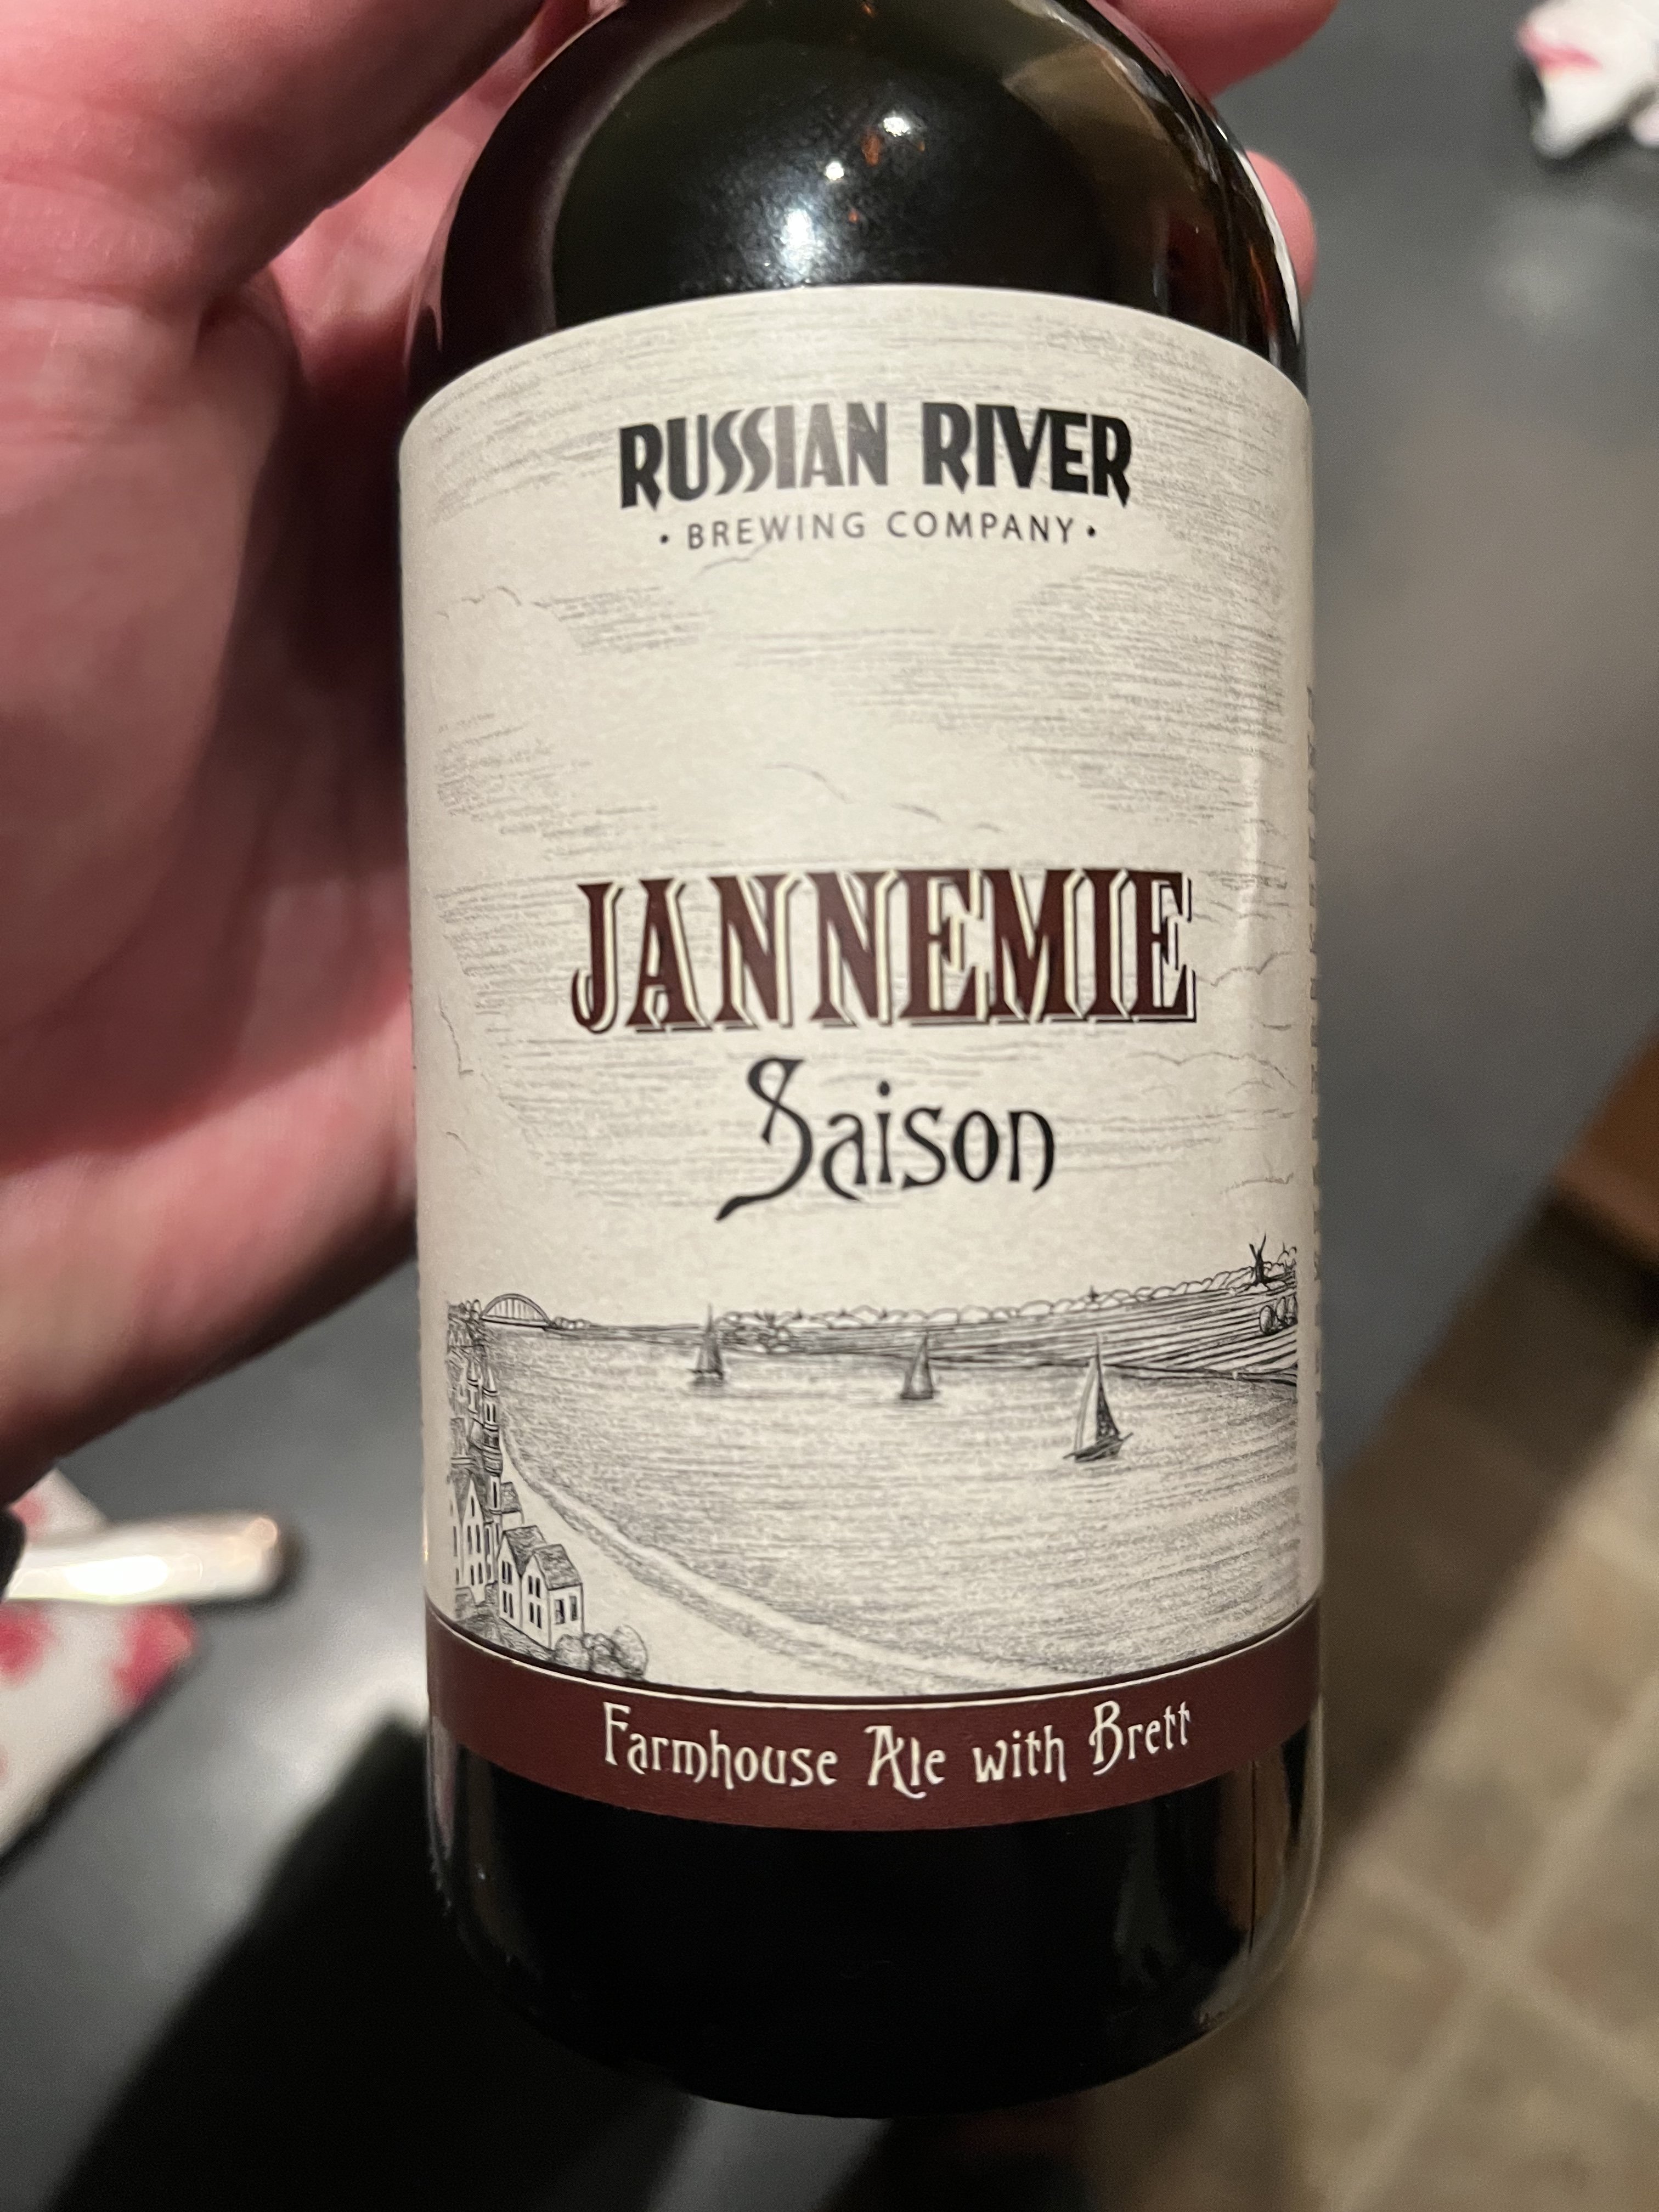 RUSSIAN RIVER
• BREWING COMPANY •
JANNEMIE
Saison
Farmhouse Ale with Brett